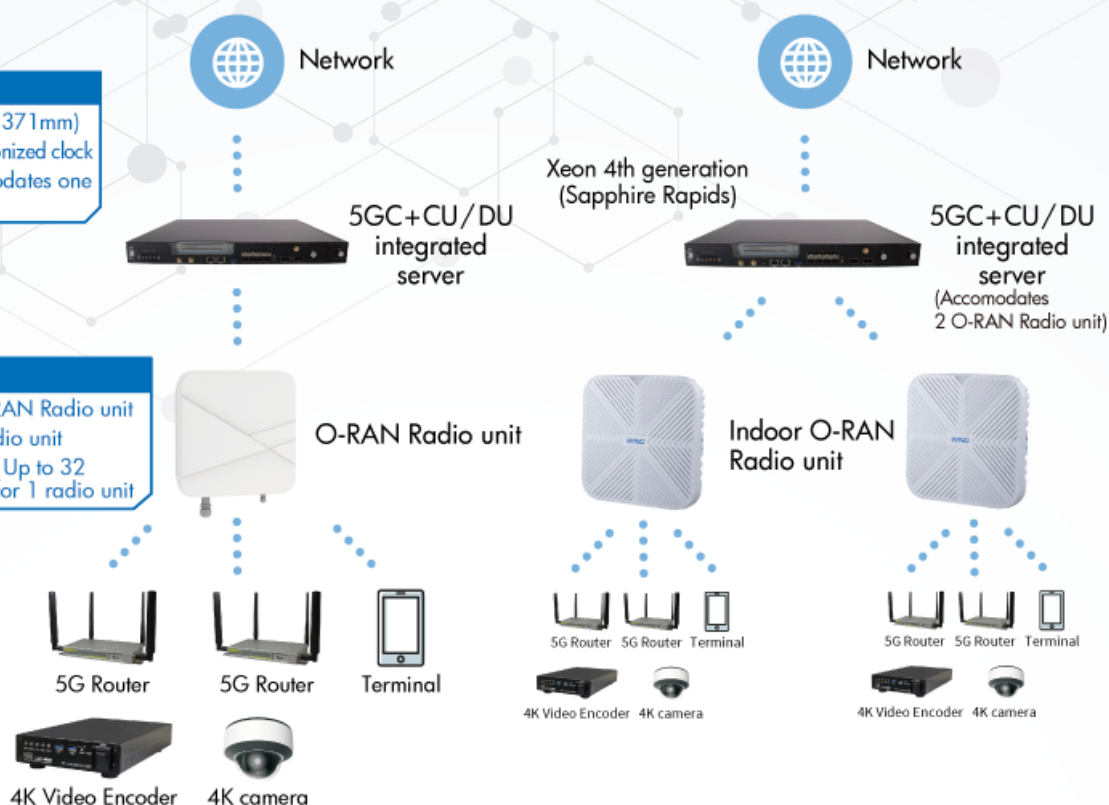 Network
Network
371mm)
nized clock
dates one
Xeon 4th generation
(Sapphire Rapids)
5GC+CU/DU
integrated
server
5GC+CU/DU
integrated
server
(Accomodates
2 O-RAN Radio unit)
AN Radio unit
dio unit
Up to 32
or 1 radio unit
O-RAN Radio unit
Indoor O-RAN
Radio unit
5G Router
5G Router
Terminal
4K Video Encoder
4K camera
5G Router
5G Router
Terminal
4K Video Encoder
4K camera
5G Router
5G Router
Terminal
4K Video Encoder
4K camera